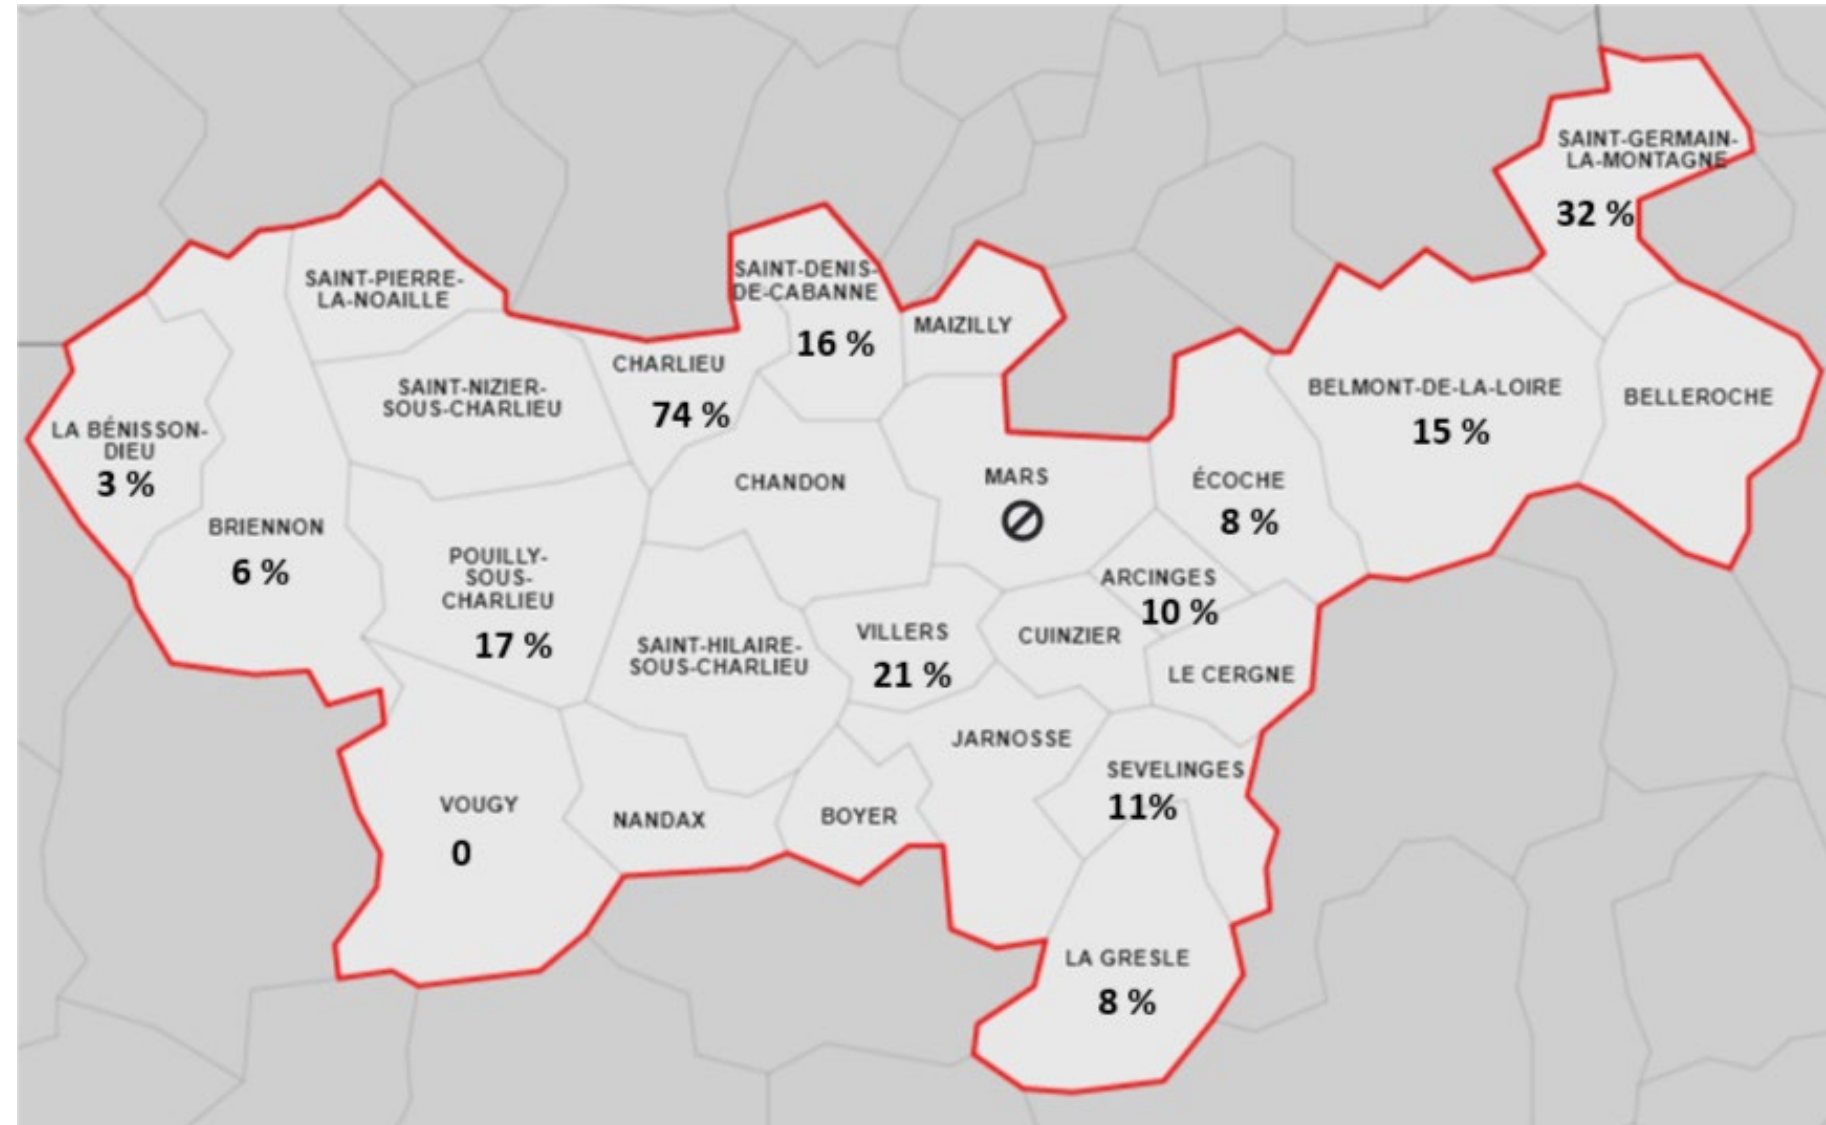 SAINT-GERMAIN-
LA-MONTAGNE
32 %
SAINT-PIERRE-
LA-NOAILLE
SAINT-DENIS-
DE-CABANNE
16 %
MAIZILLY
CHARLIEU
74 %
SAINT-NIZIER-
SOUS-CHARLIEU
BELMONT-DE-LA-LOIRE
15 %
BELLEROCHE
LA BÉNISSON-
DIEU
3 %
CHANDON
MARS
ÉCOCHE
8 %
BRIENNON
6 %
POUILLY-
SOUS-
CHARLIEU
17 %
ARCINGES
10 %
SAINT-HILAIRE-
SOUS-CHARLIEU
VILLERS
21 %
CUINZIER
LE CERGNE
JARNOSSE
SEVELINGES
11%
VOUGY
0
NANDAX
BOYER
LA GRESLE
8 %